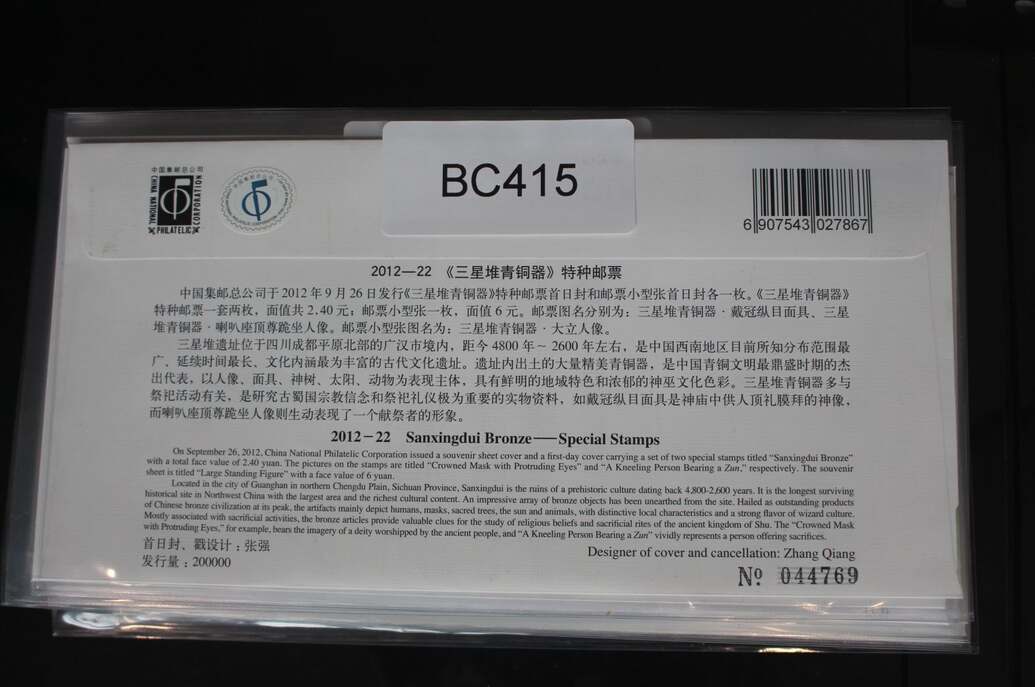 中国集邮总公司
CHINA NATIONAL
PHILATELIC
CORPORATION
中国集邮总公司
BC415
6 907543 027867
2012—22 《三星堆青铜器》特种邮票
中国集邮总公司于2012年9月26日发行《三星堆青铜器》特种邮票首日封和邮票小型张首日封各一枚。《三星堆青铜器》
特种邮票一套两枚，面值共2.40元；邮票小型张一枚，面值6元。邮票图名分别为：三星堆青铜器·戴冠纵目面具、三星
堆青铜器·喇叭座顶尊跪坐人像。邮票小型张图名为：三星堆青铜器·大立人像。
三星堆遗址位于四川成都平原北部的广汉市境内，距今4800年~2600年左右，是中国西南地区目前所知分布范围最
广、延续时间最长、文化内涵最为丰富的古代文化遗址。遗址内出土的大量精美青铜器，是中国青铜文明最鼎盛时期的杰
出代表，以人像、面具、神树、太阳、动物为表现主体，具有鲜明的地域特色和浓郁的神巫文化色彩。三星堆青铜器多与
祭祀活动有关，是研究古蜀国宗教信念和祭祀礼仪极为重要的实物资料，如戴冠纵目面具是神庙中供人顶礼膜拜的神像，
而喇叭座顶尊跪坐人像则生动表现了一个献祭者的形象。
2012－22 Sanxingdui Bronze——Special Stamps
On September 26, 2012, China National Philatelic Corporation issued a souvenir sheet cover and a first-day cover carrying a set of two special stamps titled “Sanxingdui Bronze”
with a total face value of 2.40 yuan. The pictures on the stamps are titled “Crowned Mask with Protruding Eyes” and “A Kneeling Person Bearing a Zun,” respectively. The souvenir
sheet is titled “Large Standing Figure” with a face value of 6 yuan.
Located in the city of Guanghan in northern Chengdu Plain, Sichuan Province, Sanxingdui is the ruins of a prehistoric culture dating back 4,800-2,600 years. It is the longest surviving
historical site in Northwest China with the largest area and the richest cultural content. An impressive array of bronze objects has been unearthed from the site. Hailed as outstanding products
of Chinese bronze civilization at its peak, the artifacts mainly depict humans, masks, sacred trees, the sun and animals, with distinctive local characteristics and a strong flavor of wizard culture.
Mostly associated with sacrificial activities, the bronze articles provide valuable clues for the study of religious beliefs and sacrificial rites of the ancient kingdom of Shu. The “Crowned Mask
with Protruding Eyes,” for example, bears the imagery of a deity worshipped by the ancient people, and “A Kneeling Person Bearing a Zun” vividly represents a person offering sacrifices.
首日封、戳设计：张强
Designer of cover and cancellation: Zhang Qiang
发行量：200000
№ 044769